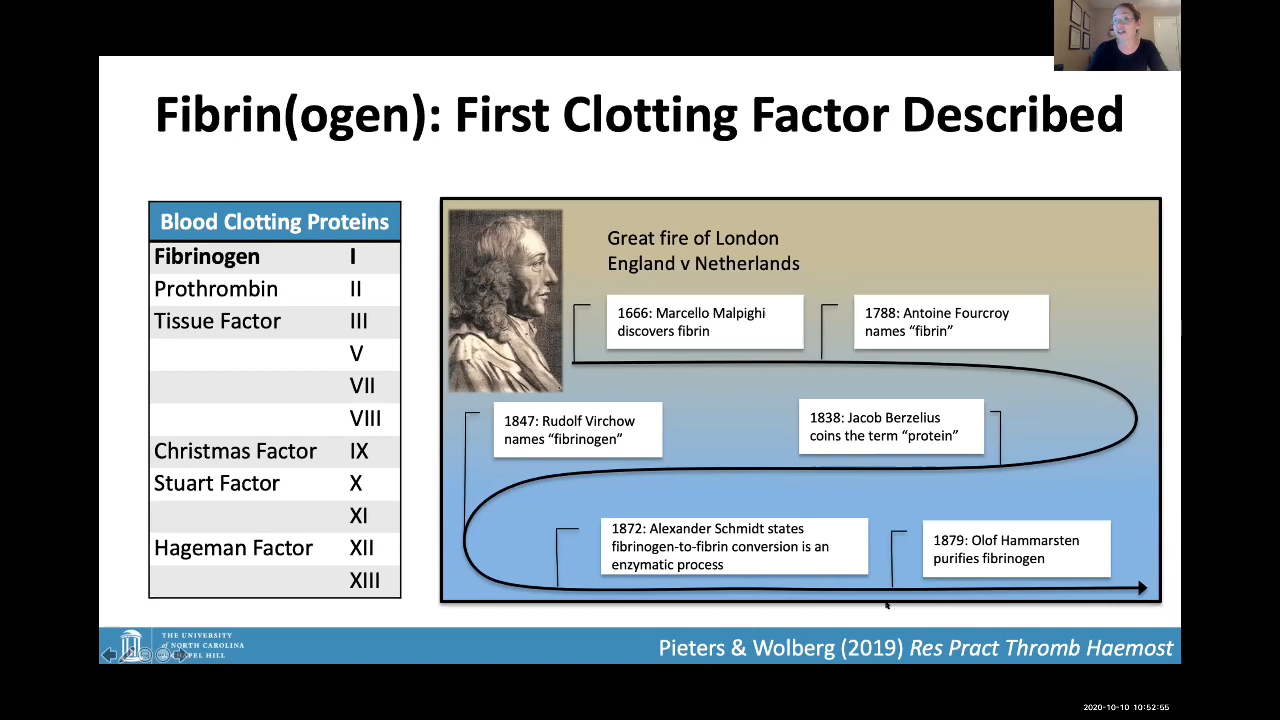 Fibrin(ogen): First Clotting Factor Described
Blood Clotting Proteins
Fibrinogen I
Prothrombin II
Tissue Factor III
V
VII
VIII
Christmas Factor IX
Stuart Factor X
XI
Hageman Factor XII
XIII
Great fire of London
England v Netherlands
1666: Marcello Malpighi
discovers fibrin
1788: Antoine Fourcroy
names “fibrin”
1838: Jacob Berzelius
coins the term “protein”
1847: Rudolf Virchow
names “fibrinogen”
1872: Alexander Schmidt states
fibrinogen-to-fibrin conversion is an
enzymatic process
1879: Olof Hammarsten
purifies fibrinogen
THE UNIVERSITY
of NORTH CAROLINA
HILL
Pieters & Wolberg (2019) Res Pract Thromb Haemost
2020-10-10 10:52:55